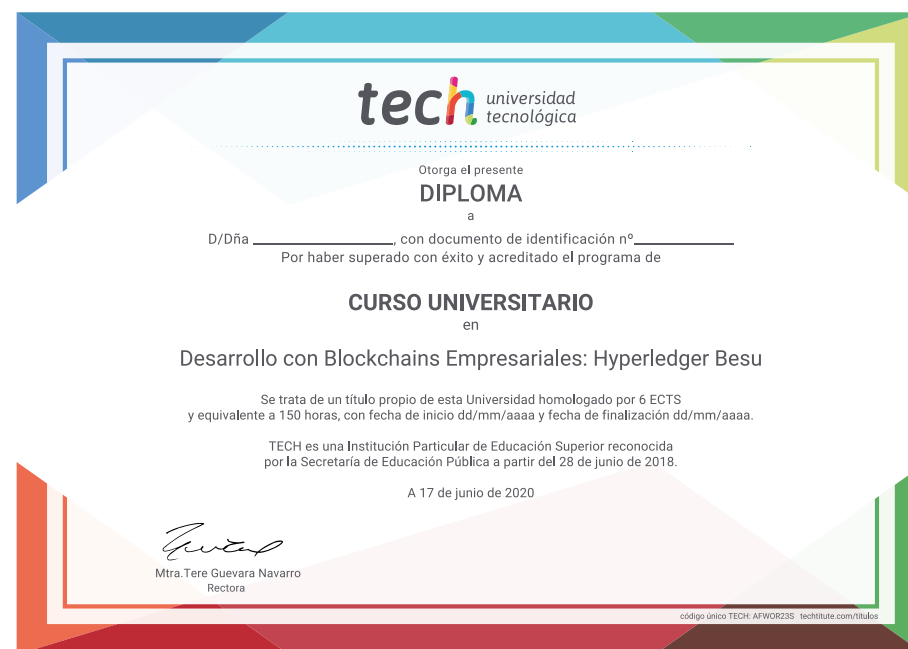 tech universidad
tecnológica
Otorga el presente
DIPLOMA
a
D/Dña ____________________, con documento de identificación nº______________
Por haber superado con éxito y acreditado el programa de
CURSO UNIVERSITARIO
en
Desarrollo con Blockchains Empresariales: Hyperledger Besu
Se trata de un título propio de esta Universidad homologado por 6 ECTS
y equivalente a 150 horas, con fecha de inicio dd/mm/aaaa y fecha de finalización dd/mm/aaaa.
TECH es una Institución Particular de Educación Superior reconocida
por la Secretaría de Educación Pública a partir del 28 de junio de 2018.
A 17 de junio de 2020
Mtra.Tere Guevara Navarro
Rectora
código único TECH: AFWOR23S techtitute.com/titulos